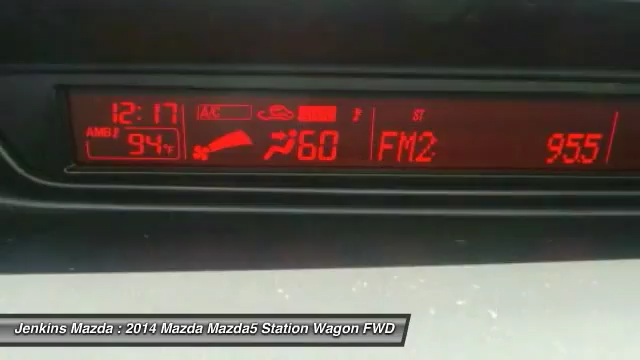 12:17 A/C ST
AMB 94°F 60 FM2 95.5
Jenkins Mazda : 2014 Mazda Mazda5 Station Wagon FWD